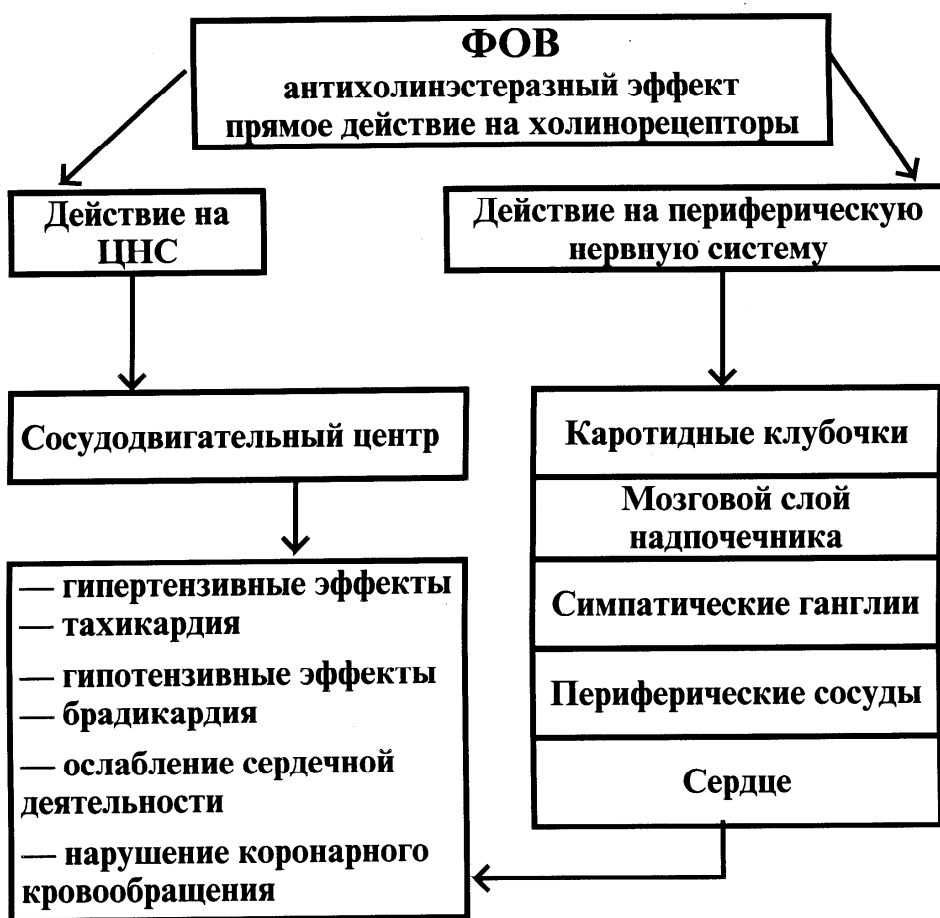 ФОВ
антихолинэстеразный эффект
прямое действие на холинорецепторы
Действие на
ЦНС
Действие на периферическую
нервную систему
Сосудодвигательный центр
Каротидные клубочки
Мозговой слой
надпочечника
Симпатические ганглии
Периферические сосуды
Сердце
— гипертензивные эффекты
— тахикардия
— гипотензивные эффекты
— брадикардия
— ослабление сердечной
деятельности
— нарушение коронарного
кровообращения